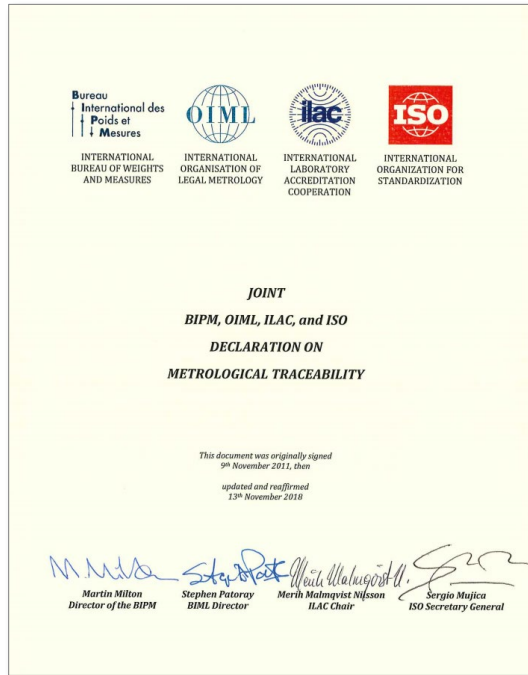 Bureau
International des
Poids et
Mesures
OIML
ilac
ISO
INTERNATIONAL
BUREAU OF WEIGHTS
AND MEASURES
INTERNATIONAL
ORGANISATION OF
LEGAL METROLOGY
INTERNATIONAL
LABORATORY
ACCREDITATION
COOPERATION
INTERNATIONAL
ORGANIZATION FOR
STANDARDIZATION
JOINT
BIPM, OIML, ILAC, and ISO
DECLARATION ON
METROLOGICAL TRACEABILITY
This document was originally signed
9th November 2011, then
updated and reaffirmed
13th November 2018
Martin Milton
Director of the BIPM
Stephen Patoray
BIML Director
Merih Malmqvist Nilsson
ILAC Chair
Sergio Mujica
ISO Secretary General